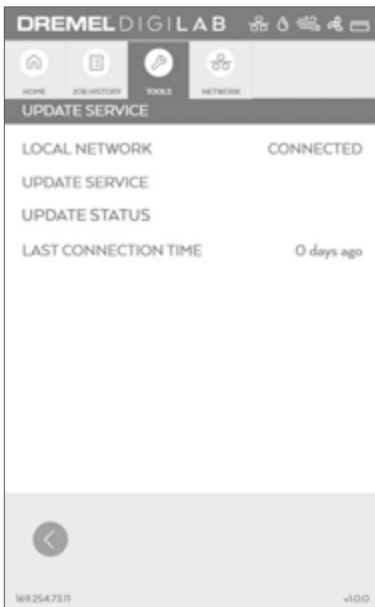 DREMEL DIGILAB
HOME JOB HISTORY TOOLS NETWORK
UPDATE SERVICE
LOCAL NETWORK CONNECTED
UPDATE SERVICE
UPDATE STATUS
LAST CONNECTION TIME 0 days ago
169.254.73.11 v1.0.0